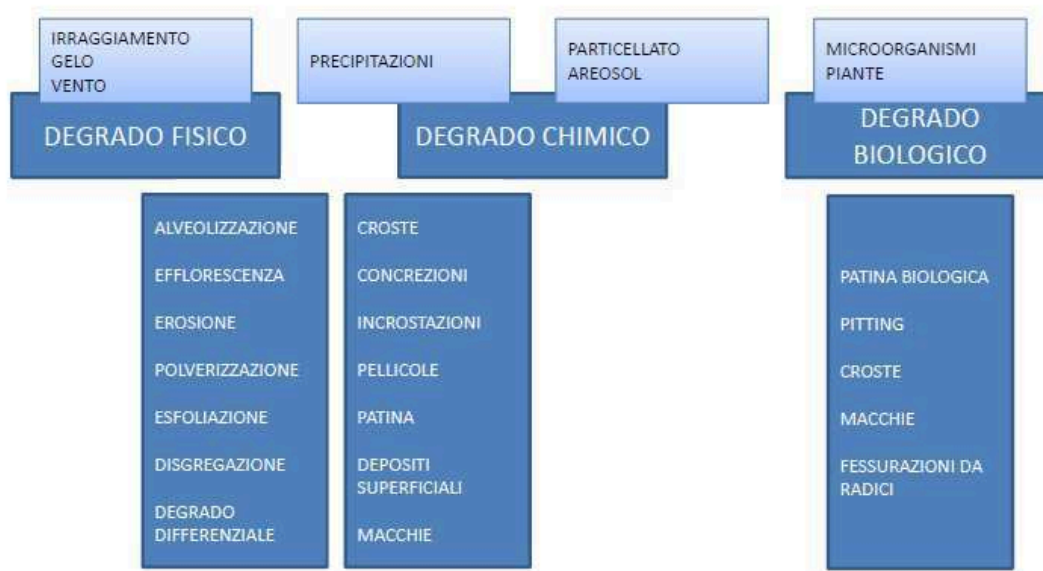 IRRAGGIAMENTO
GELO
VENTO
PRECIPITAZIONI
PARTICELLATO
AREOSOL
MICROORGANISMI
PIANTE
DEGRADO FISICO
DEGRADO CHIMICO
DEGRADO
BIOLOGICO
ALVEOLIZZAZIONE
EFFLORESCENZA
EROSIONE
POLVERIZZAZIONE
ESFOLIAZIONE
DISGREGAZIONE
DEGRADO
DIFFERENZIALE
CROSTE
CONCREZIONI
INCROSTAZIONI
PELLICOLE
PATINA
DEPOSITI
SUPERFICIALI
MACCHIE
PATINA BIOLOGICA
PITTING
CROSTE
MACCHIE
FESSURAZIONI DA
RADICI